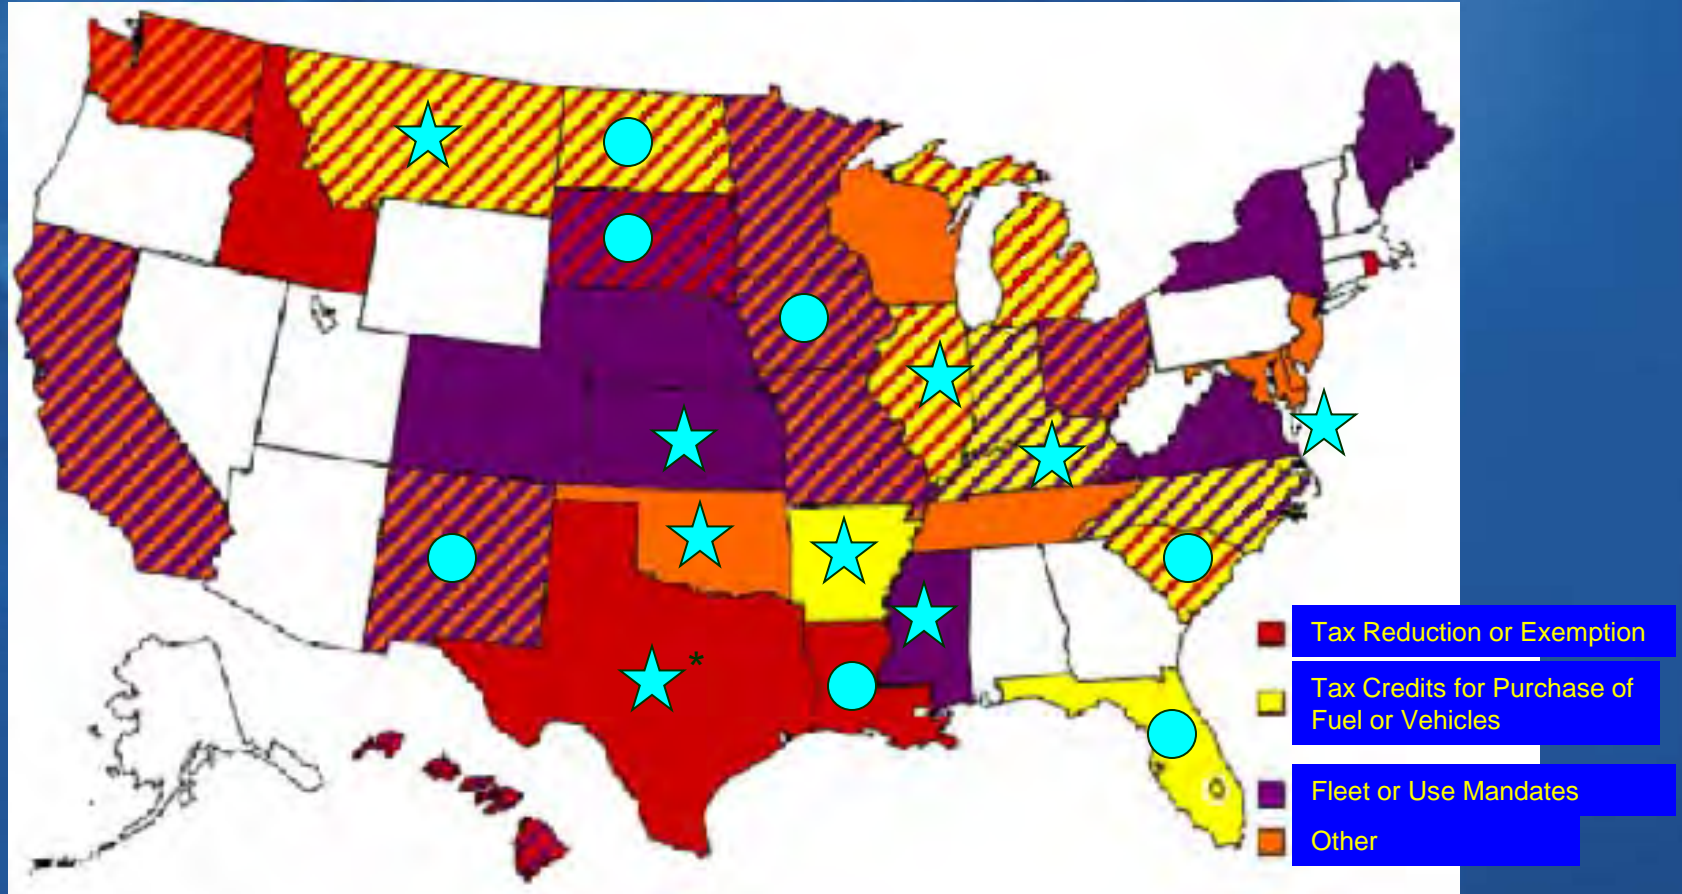 *
Tax Reduction or Exemption
Tax Credits for Purchase of
Fuel or Vehicles
Fleet or Use Mandates
Other